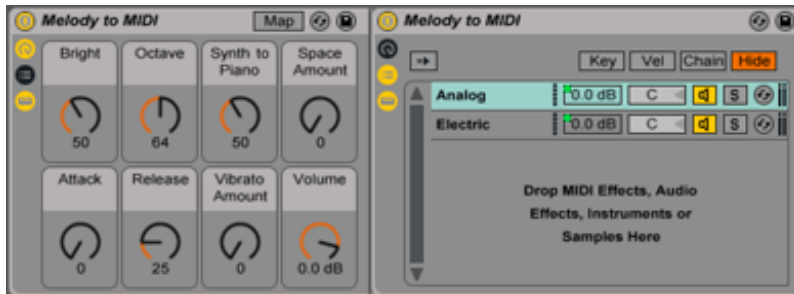 Melody to MIDI
Map
Bright
Octave
Synth to
Piano
Space
Amount
50
64
50
0
Attack
Release
Vibrato
Amount
Volume
0
25
0
0.0 dB
Melody to MIDI
Key
Vel
Chain
Hide
Analog
0.0 dB
C
S
Electric
0.0 dB
C
S
Drop MIDI Effects, Audio
Effects, Instruments or
Samples Here